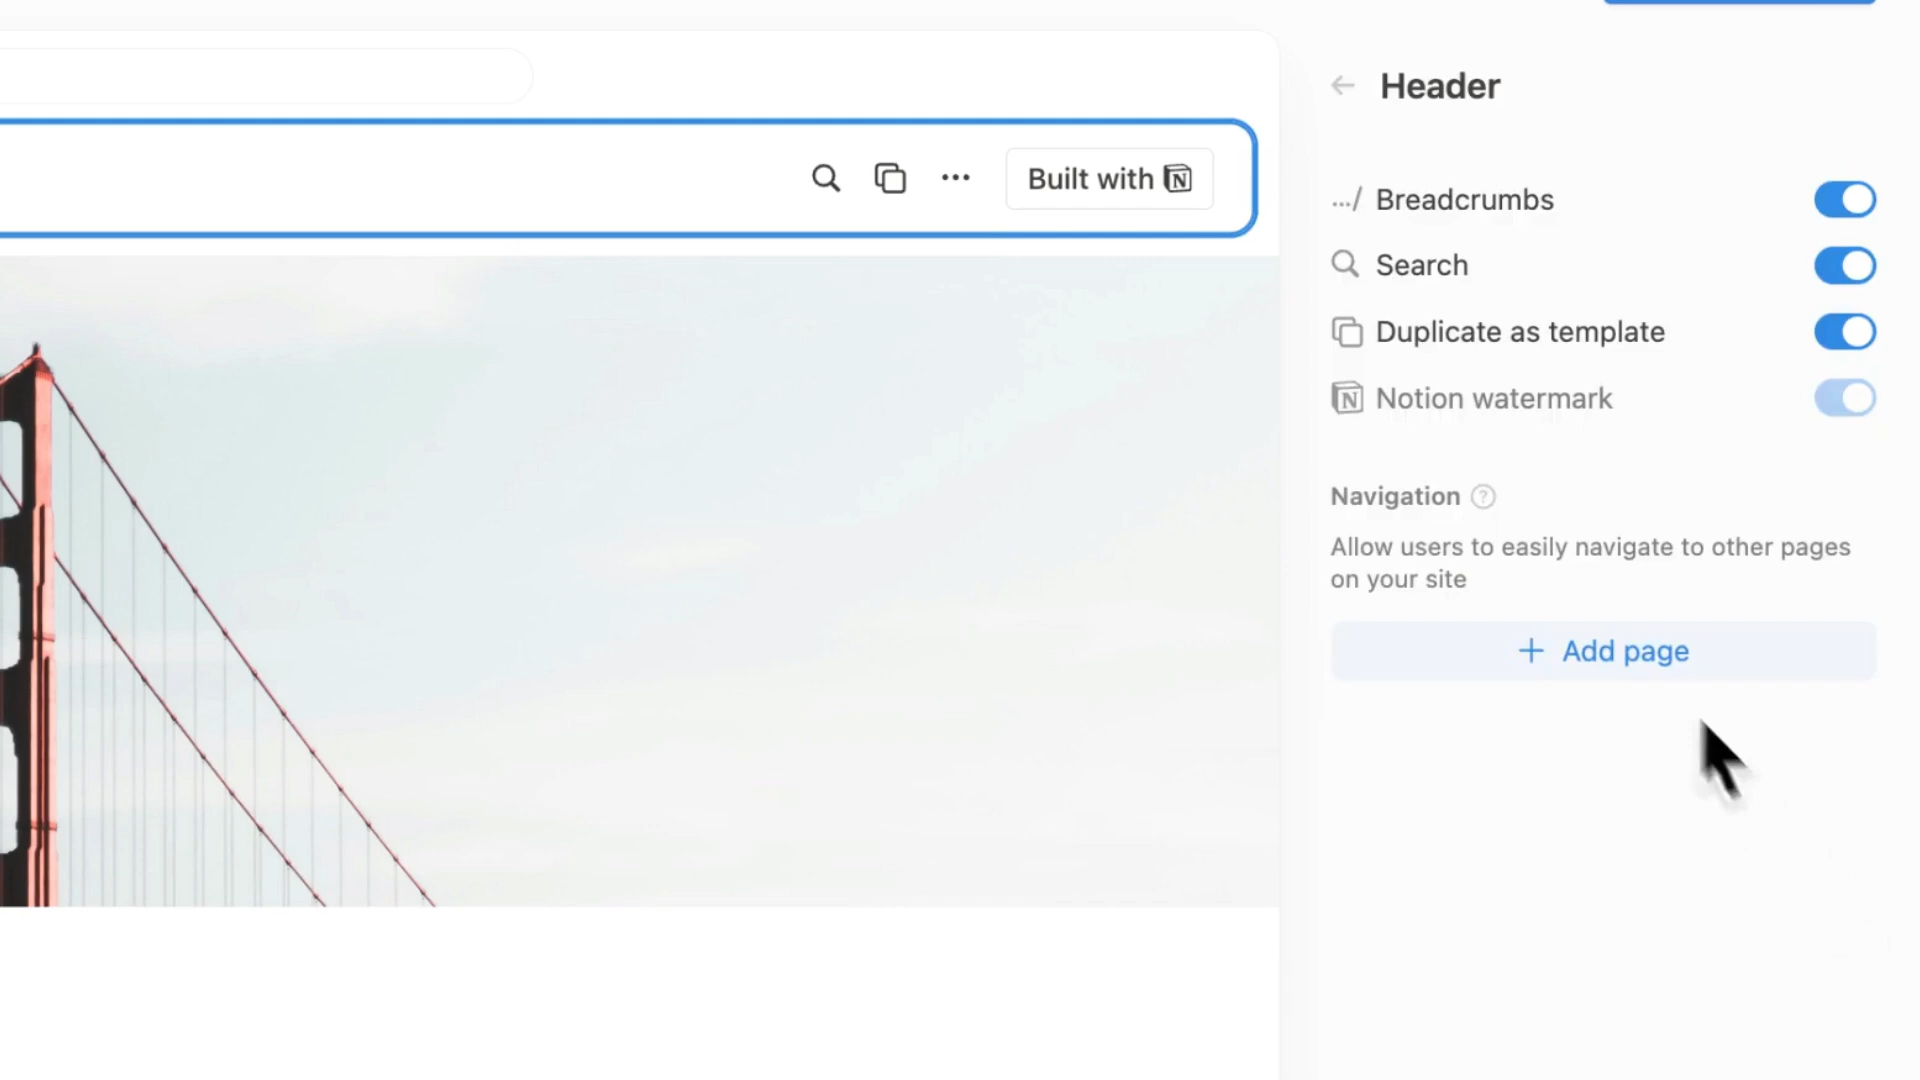 Built with N
Header
.../ Breadcrumbs
Search
Duplicate as template
N Notion watermark
Navigation ?
Allow users to easily navigate to other pages
on your site
+ Add page